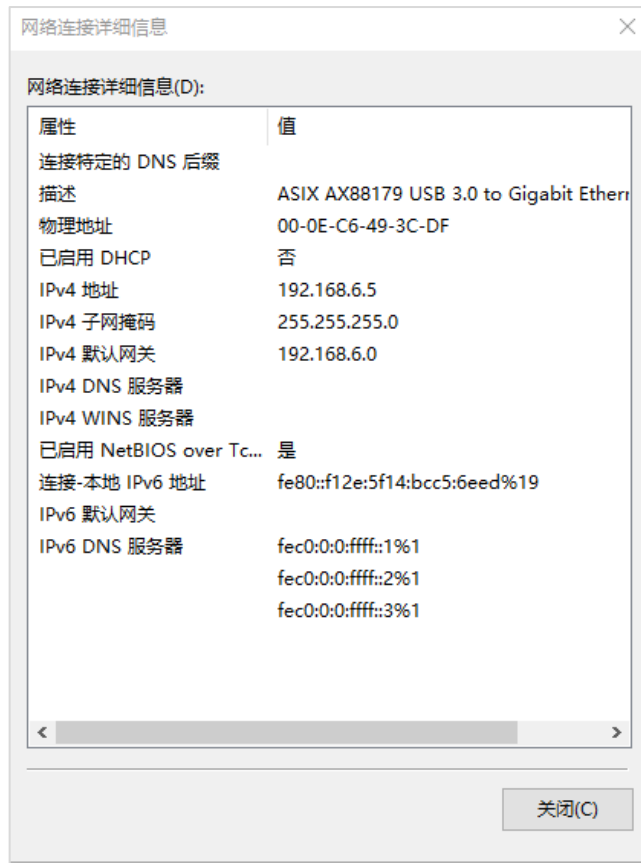 网络连接详细信息
网络连接详细信息(D):
属性 值
连接特定的 DNS 后缀
描述 ASIX AX88179 USB 3.0 to Gigabit Ethern
物理地址 00-0E-C6-49-3C-DF
已启用 DHCP 否
IPv4 地址 192.168.6.5
IPv4 子网掩码 255.255.255.0
IPv4 默认网关 192.168.6.0
IPv4 DNS 服务器
IPv4 WINS 服务器
已启用 NetBIOS over Tc... 是
连接-本地 IPv6 地址 fe80::f12e:5f14:bcc5:6eed%19
IPv6 默认网关
IPv6 DNS 服务器 fec0:0:0:ffff::1%1
fec0:0:0:ffff::2%1
fec0:0:0:ffff::3%1
关闭(C)